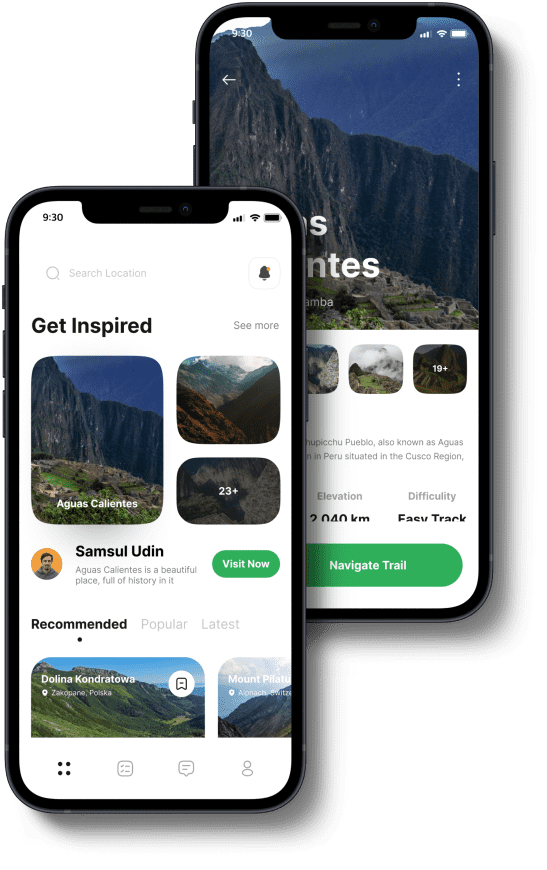 9:30
as
ntes
amba
19+
hupicchu Pueblo, also known as Aguas
n in Peru situated in the Cusco Region,
Elevation
Difficulty
2,040 km
Easy Track
Navigate Trail
9:30
Search Location
Get Inspired
See more
Aguas Calientes
23+
Samsul Udin
Aguas Calientes is a beautiful
place, full of history in it
Visit Now
Recommended
Popular
Latest
Dolina Kondratowa
Zakopane, Polska
Mount Pilatu
Alpnach, Switze